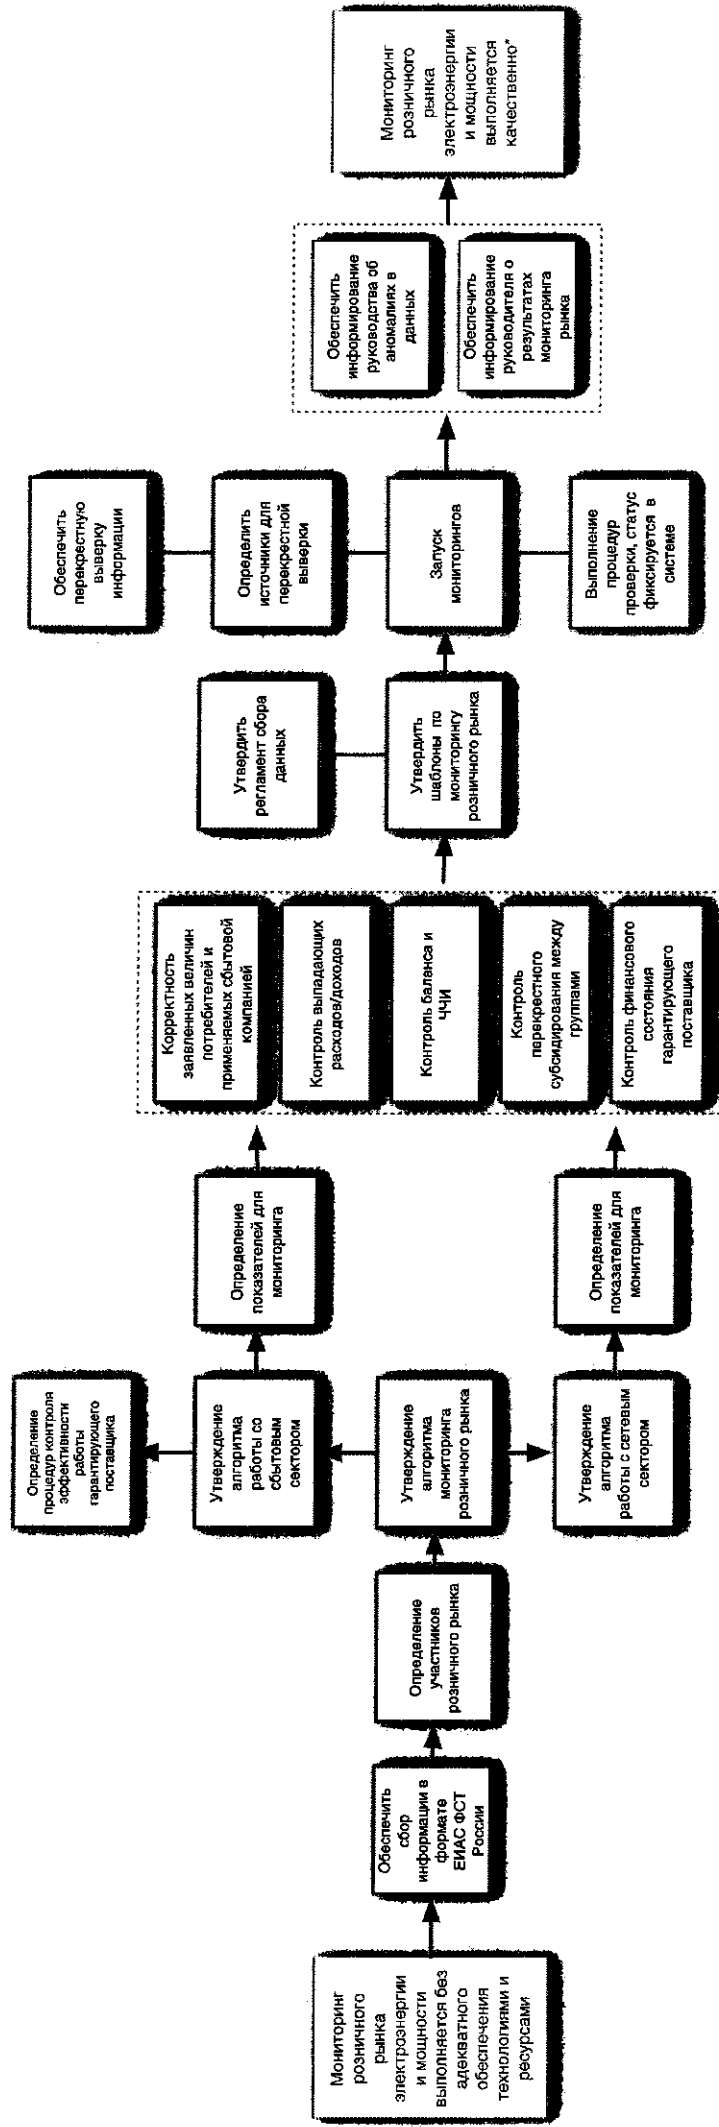 Мониторинг
розничного
рынка
электроэнергии
и мощности
выполняется без
адекватного
обеспечения
технологиями и
ресурсами
Обеспечить
сбор
информации в
формате
ЕИАС ФСТ
России
Определение
участников
розничного рынка
Определение
процедур контроля
эффективности
работы
гарантирующего
поставщика
Утверждение
алгоритма
работы со
сбытовым
сектором
Утверждение
алгоритма
мониторинга
розничного рынка
Утверждение
алгоритма
работы с сетевым
сектором
Определение
показателей для
мониторинга
Определение
показателей для
мониторинга
Корректность
заявленных величин
потребителей и
применяемых сбытовой
компанией
Контроль выпадающих
расходов/доходов
Контроль баланса и
ЧЧИ
Контроль
перекрестного
субсидирования между
группами
Контроль финансового
состояния
гарантирующего
поставщика
Утвердить
регламент сбора
данных
Утвердить
шаблоны по
мониторингу
розничного рынка
Обеспечить
перекрестную
выверку
информации
Определить
источники для
перекрестной
выверки
Запуск
мониторингов
Выполнение
процедур
проверки, статус
фиксируется в
системе
Обеспечить
информирование
руководства об
аномалиях в
данных
Обеспечить
информирование
руководителя о
результатах
мониторинга
рынка
Мониторинг
розничного
рынка
электроэнергии
и мощности
выполняется
качественно*